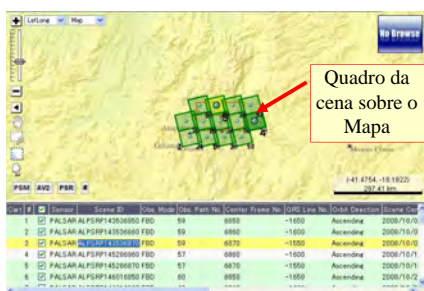 Lat/Long Map
No Browse
Quadro da
cena sobre o
Mapa
Montes Claros
(-41.4754, -18.1922)
297.41 km
PSM AV2 PSR #
Cart # Sensor Scene ID Obs. Mode Obs. Path No. Center Frame No. GRS Line No. Orbit Direction Scene Cen
1 PALSAR ALPSRP143536850 FBD 59 6850 -1650 Ascending 2008/10/0
2 PALSAR ALPSRP143536860 FBD 59 6860 -1600 Ascending 2008/10/0
3 PALSAR ALPSRP143536870 FBD 59 6870 -1550 Ascending 2008/10/0
4 PALSAR ALPSRP145286860 FBD 57 6860 -1600 Ascending 2008/10/1
5 PALSAR ALPSRP145286870 FBD 57 6870 -1550 Ascending 2008/10/1
6 PALSAR ALPSRP146016850 FBD 60 6850 -1650 Ascending 2008/10/2